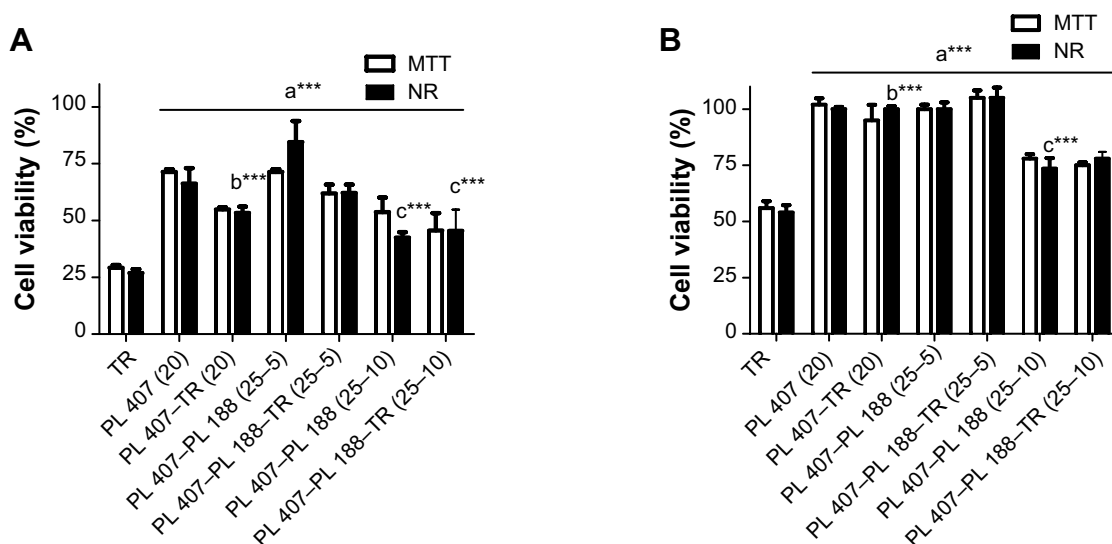 A
MTT
NR
a***
Cell viability (%)
100
75
50
25
0
b***
c***
c***
TR
PL 407 (20)
PL 407–TR (20)
PL 407–PL 188 (25–5)
PL 407–PL 188–TR (25–5)
PL 407–PL 188 (25–10)
PL 407–PL 188–TR (25–10)
B
MTT
NR
a***
Cell viability (%)
100
75
50
25
0
b***
c***
TR
PL 407 (20)
PL 407–TR (20)
PL 407–PL 188 (25–5)
PL 407–PL 188–TR (25–5)
PL 407–PL 188 (25–10)
PL 407–PL 188–TR (25–10)